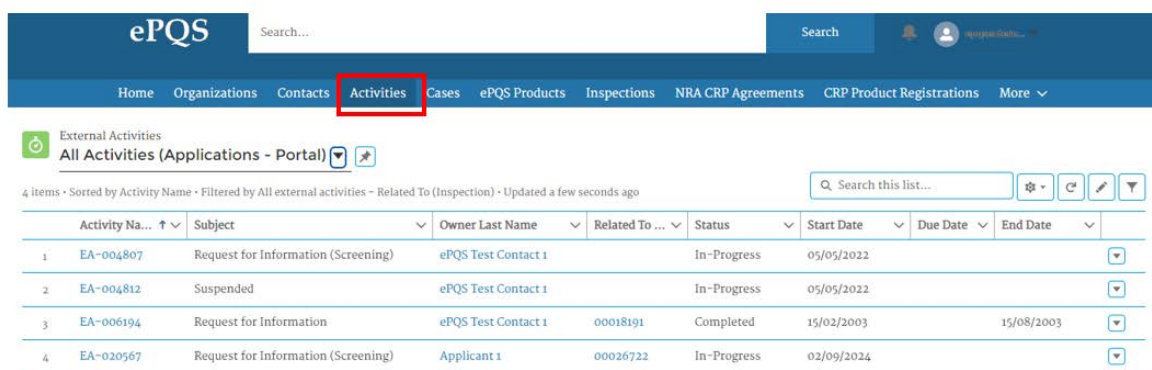 ePQS Search... Search
Home Organizations Contacts Activities Cases ePQS Products Inspections NRA CRP Agreements CRP Product Registrations More
External Activities
All Activities (Applications - Portal)
4 items • Sorted by Activity Name • Filtered by All external activities - Related To (Inspection) • Updated a few seconds ago Search this list...
Activity Na... Subject Owner Last Name Related To ... Status Start Date Due Date End Date
1 EA-004807 Request for Information (Screening) ePQS Test Contact 1 In-Progress 05/05/2022
2 EA-004812 Suspended ePQS Test Contact 1 In-Progress 05/05/2022
3 EA-006194 Request for Information ePQS Test Contact 1 00018191 Completed 15/02/2003 15/08/2003
4 EA-020567 Request for Information (Screening) Applicant 1 00026722 In-Progress 02/09/2024